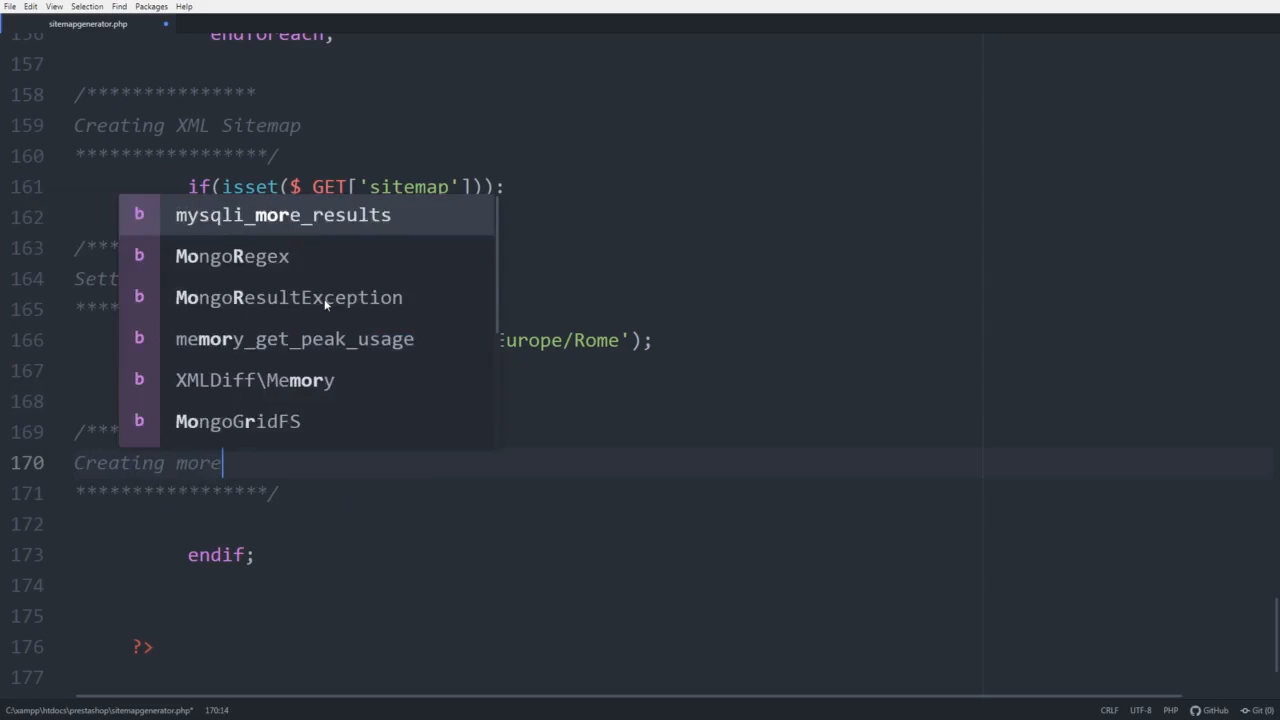 File Edit View Selection Find Packages Help
sitemapgenerator.php
156 endforeach;
157
158 /***************
159 Creating XML Sitemap
160 *****************/
161 if(isset($_GET['sitemap'])):
162
163 /***
164 Sett
165 ****
166 Europe/Rome');
167
168
169 /***
170 Creating more
171 *****************/
172
173 endif;
174
175
176 ?>
177
b mysqli_more_results
b MongoRegex
b MongoResultException
b memory_get_peak_usage
b XMLDiff\Memory
b MongoGridFS
C:\xampp\htdocs\prestashop\sitemapgenerator.php* 170:14 CRLF UTF-8 PHP GitHub Git (0)